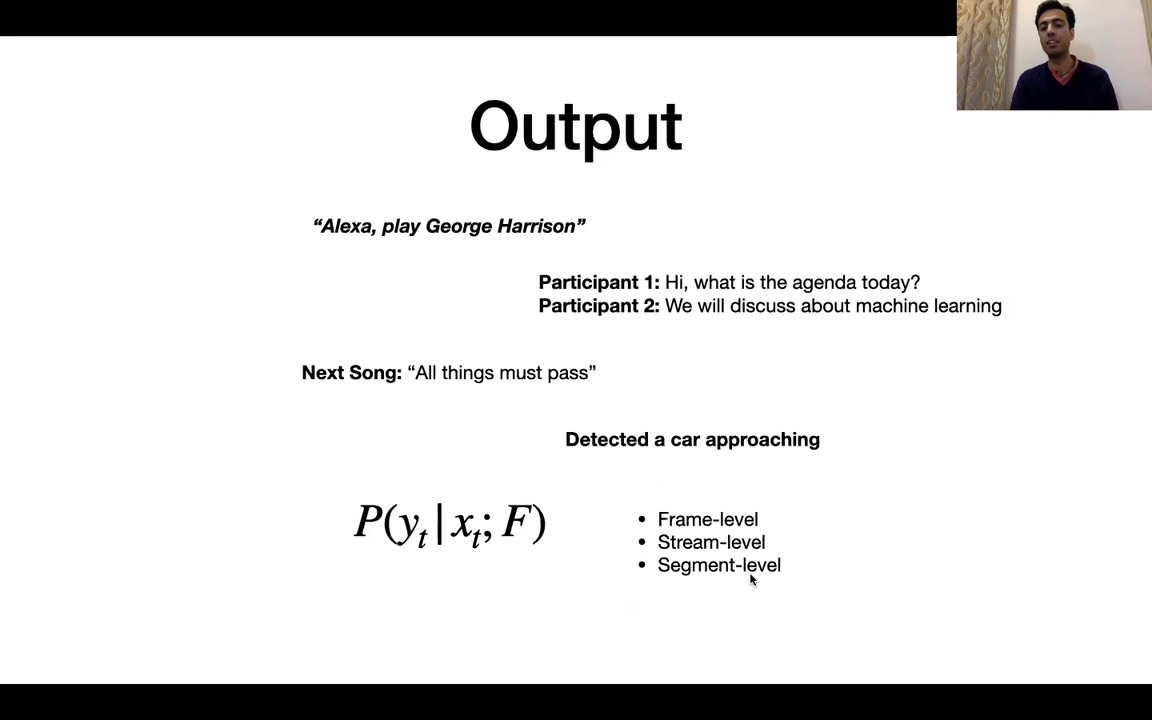 Output
“Alexa, play George Harrison”
Participant 1: Hi, what is the agenda today?
Participant 2: We will discuss about machine learning
Next Song: “All things must pass”
Detected a car approaching
P(y_t | x_t; F)
• Frame-level
• Stream-level
• Segment-level